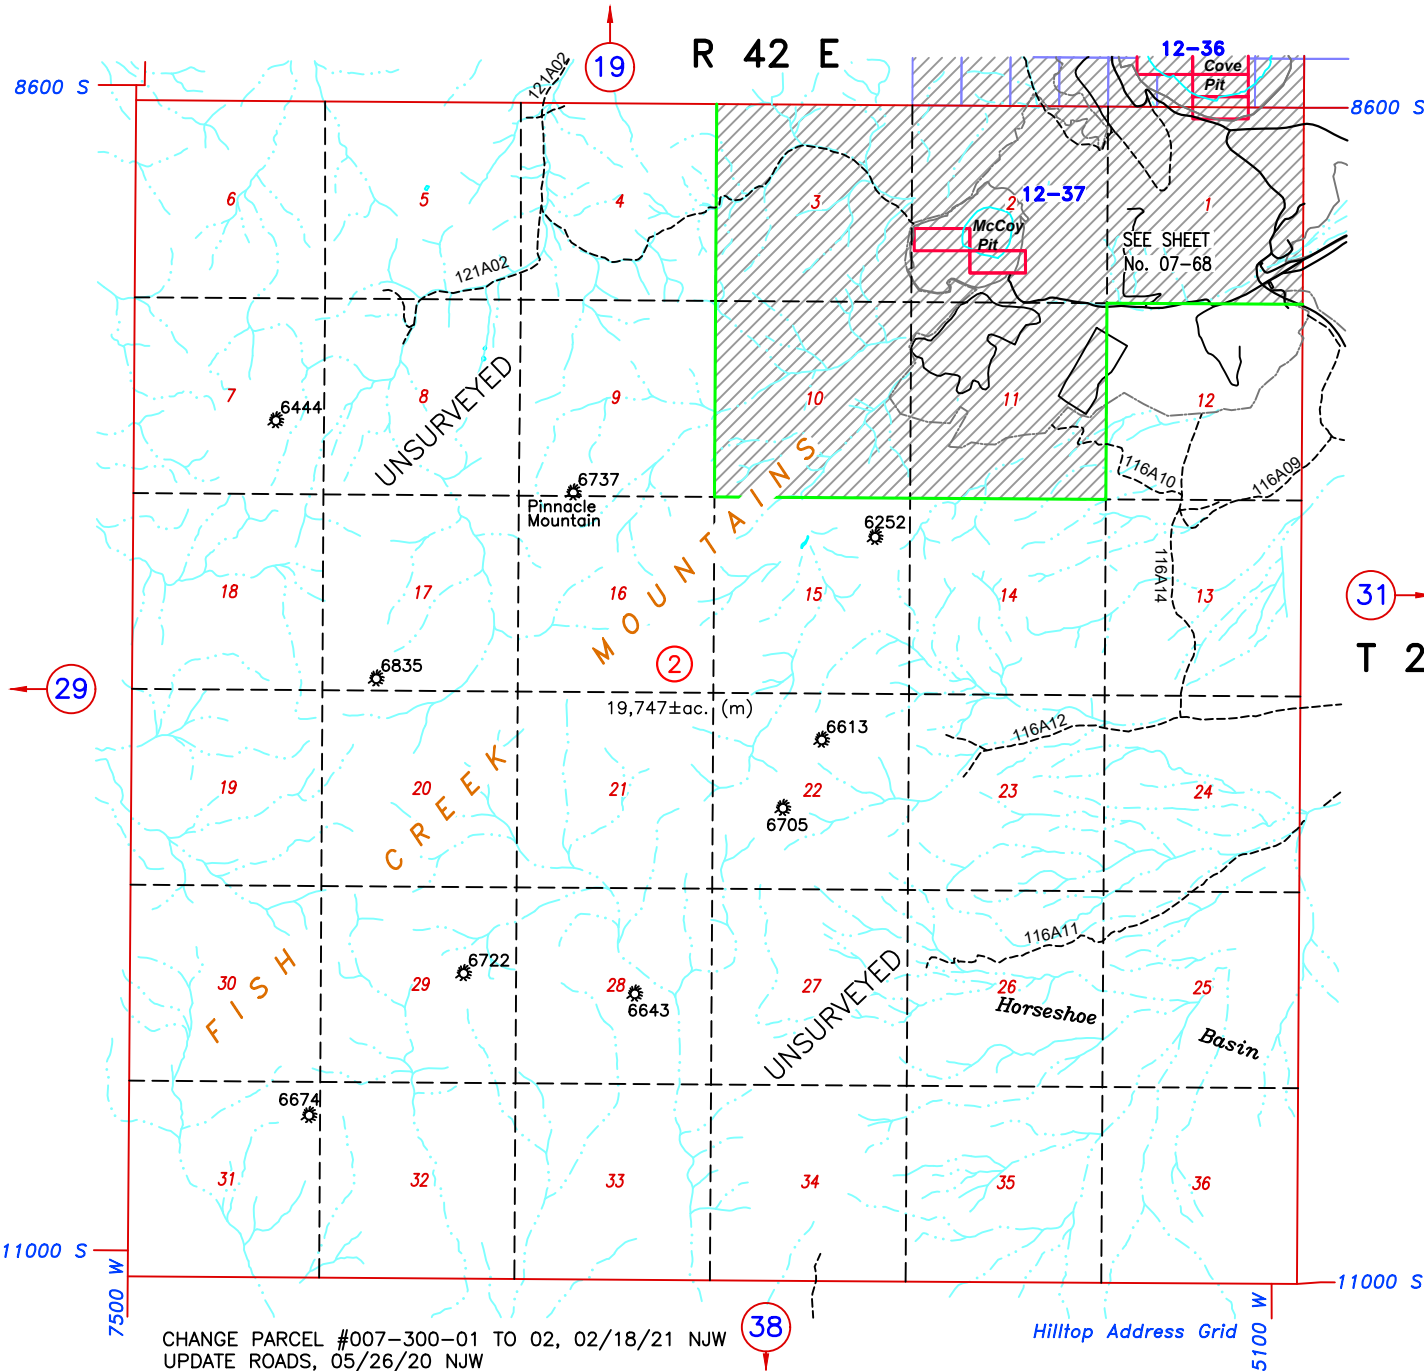 R 42 E
19
12-36
Cove
Pit
8600 S
8600 S
121A02
6
5
4
3
2
12-37
1
McCoy
Pit
SEE SHEET
No. 07-68
121A02
7
6444
8
UNSURVEYED
9
10
11
12
6737
Pinnacle
Mountain
116A10
116A09
6252
116A14
18
17
16
15
14
13
31
T 2
MOUNTAINS
2
6835
29
19,747±ac. (m)
6613
116A12
19
20
21
22
23
24
CREEK
6705
116A11
30
FISH
29
6722
28
6643
27
UNSURVEYED
26
25
Horseshoe
Basin
6674
31
32
33
34
35
36
11000 S
7500 W
11000 S
5100 W
38
Hilltop Address Grid
CHANGE PARCEL #007-300-01 TO 02, 02/18/21 NJW
UPDATE ROADS, 05/26/20 NJW